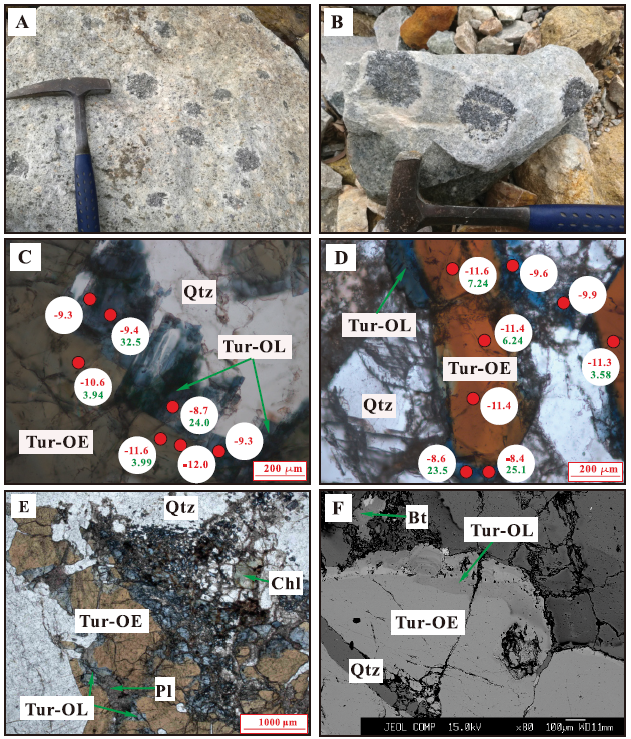 A
B
C
Qtz
-9.3
-9.4
32.5
Tur-OL
-10.6
3.94
-8.7
24.0
Tur-OE
-11.6
3.99
-12.0
-9.3
200 μm
D
-11.6
7.24
-9.6
-9.9
Tur-OL
-11.4
6.24
-11.3
3.58
Tur-OE
Qtz
-11.4
-8.6
23.5
-8.4
25.1
200 μm
E
Qtz
Chl
Tur-OE
Pl
Tur-OL
1000 μm
F
Bt
Tur-OL
Tur-OE
Qtz
JEOL COMP 15.0kV x80 100μm WD11mm